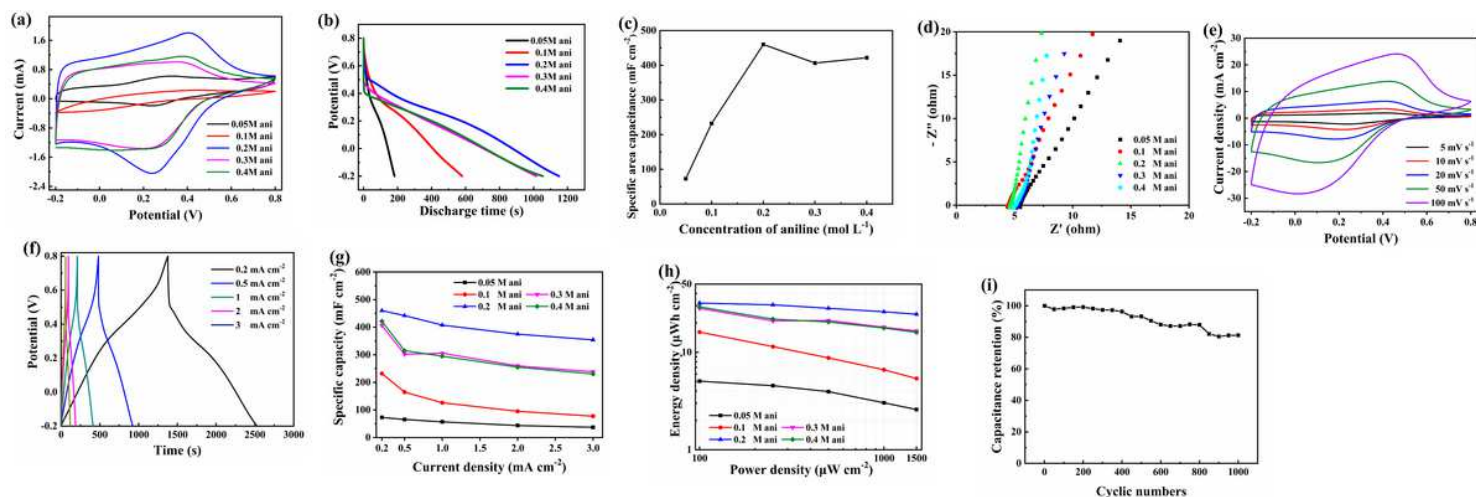 (a)
Current (mA)
1.8
1.2
0.6
0.0
-0.6
-1.2
-1.8
-2.4
-0.2 0.0 0.2 0.4 0.6 0.8
Potential (V)
0.05M ani
0.1M ani
0.2M ani
0.3M ani
0.4M ani
(b)
Potential (V)
0.8
0.6
0.4
0.2
0.0
-0.2
0 200 400 600 800 1000 1200
Discharge time (s)
0.05M ani
0.1M ani
0.2M ani
0.3M ani
0.4M ani
(c)
Specific area capacitance (mF cm⁻²)
500
400
300
200
100
0
0.0 0.1 0.2 0.3 0.4
Concentration of aniline (mol L⁻¹)
(d)
- Z'' (ohm)
20
15
10
5
0
0 5 10 15 20
Z' (ohm)
0.05 M ani
0.1 M ani
0.2 M ani
0.3 M ani
0.4 M ani
(e)
Current density (mA cm⁻²)
30
20
10
0
-10
-20
-30
-0.2 0.0 0.2 0.4 0.6 0.8
Potential (V)
5 mV s⁻¹
10 mV s⁻¹
20 mV s⁻¹
50 mV s⁻¹
100 mV s⁻¹
(f)
Potential (V)
0.8
0.6
0.4
0.2
0.0
-0.2
0 500 1000 1500 2000 2500 3000
Time (s)
0.2 mA cm⁻²
0.5 mA cm⁻²
1 mA cm⁻²
2 mA cm⁻²
3 mA cm⁻²
(g)
Specific capacity (mF cm⁻²)
600
500
400
300
200
100
0
0.2 0.5 1.0 2.0 3.0
Current density (mA cm⁻²)
0.05 M ani
0.1 M ani
0.2 M ani
0.3 M ani
0.4 M ani
(h)
Energy density (μWh cm⁻²)
50
10
1
100 1000 1500
Power density (μW cm⁻²)
0.05 M ani
0.1 M ani
0.2 M ani
0.3 M ani
0.4 M ani
(i)
Capacitance retention (%)
100
80
60
40
20
0
0 200 400 600 800 1000
Cyclic numbers